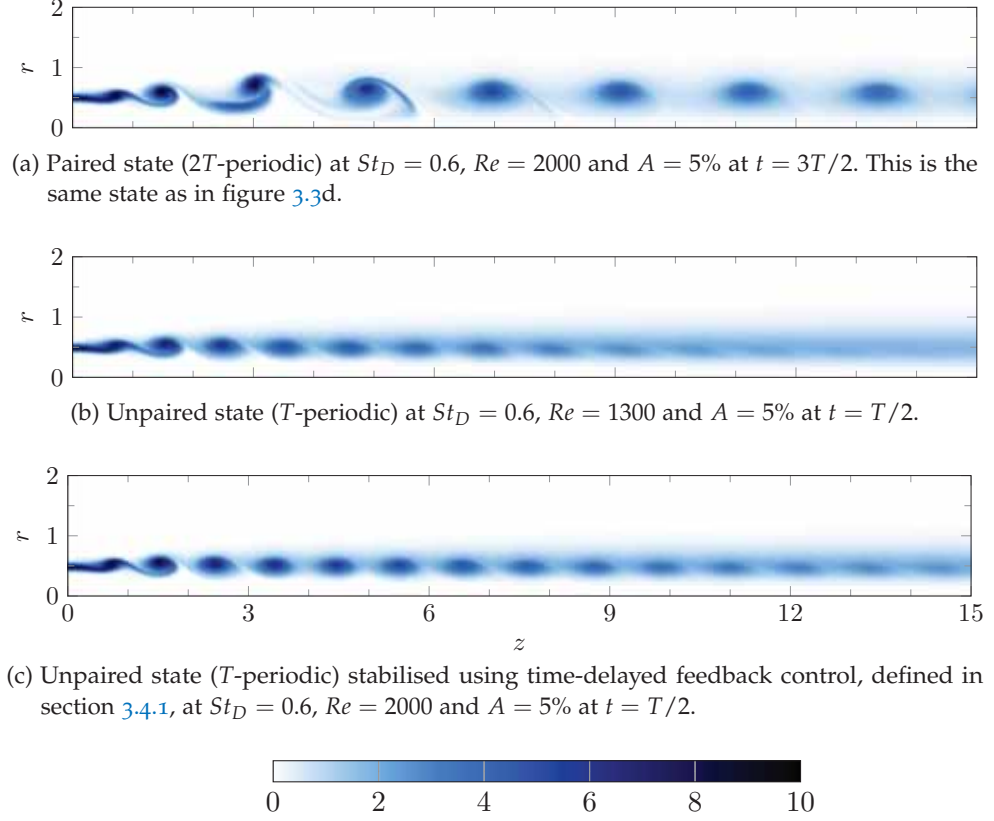 2
1
r
0
(a) Paired state (2T-periodic) at St_D = 0.6, Re = 2000 and A = 5% at t = 3T/2. This is the
same state as in figure 3.3d.
2
1
r
0
(b) Unpaired state (T-periodic) at St_D = 0.6, Re = 1300 and A = 5% at t = T/2.
2
1
r
0
0 3 6 9 12 15
z
(c) Unpaired state (T-periodic) stabilised using time-delayed feedback control, defined in
section 3.4.1, at St_D = 0.6, Re = 2000 and A = 5% at t = T/2.
0 2 4 6 8 10